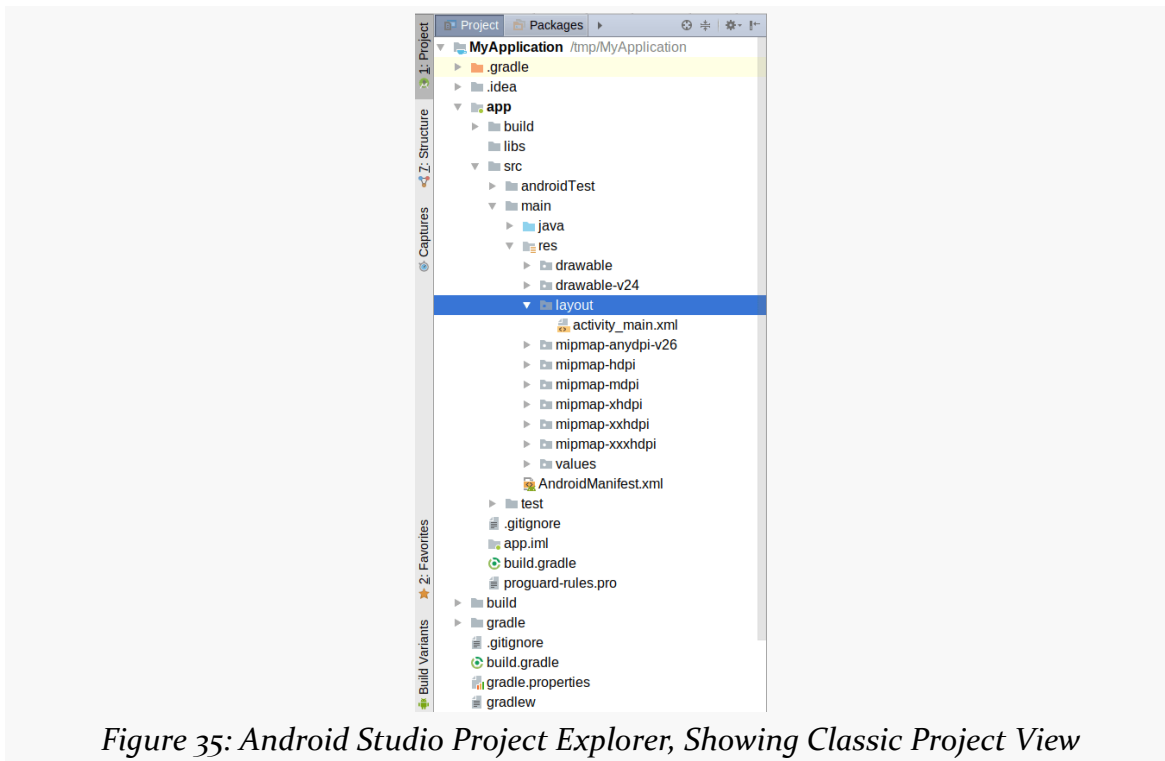 Project Packages
MyApplication /tmp/MyApplication
.gradle
.idea
app
build
libs
src
androidTest
main
java
res
drawable
drawable-v24
layout
activity_main.xml
mipmap-anydpi-v26
mipmap-hdpi
mipmap-mdpi
mipmap-xhdpi
mipmap-xxhdpi
mipmap-xxxhdpi
values
AndroidManifest.xml
test
.gitignore
app.iml
build.gradle
proguard-rules.pro
build
gradle
.gitignore
build.gradle
gradle.properties
gradlew
1: Project
7: Structure
Captures
2: Favorites
Build Variants
Figure 35: Android Studio Project Explorer, Showing Classic Project View